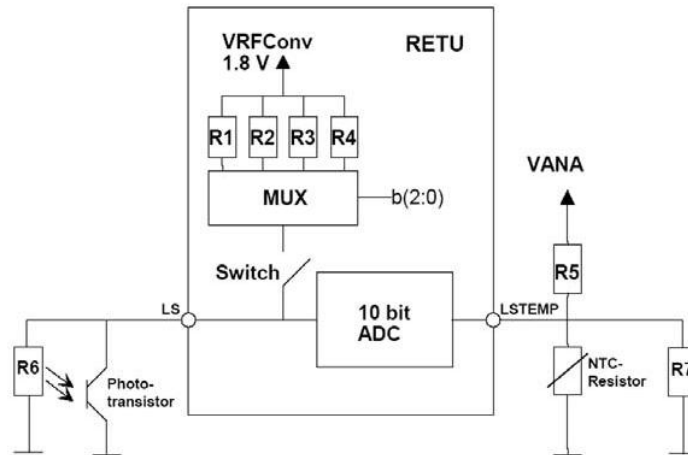 VRFConv
1.8 V
RETU
R1 R2 R3 R4
MUX
b(2:0)
VANA
Switch
R5
LS
10 bit
ADC
LSTEMP
R6
Photo-
transistor
NTC-
Resistor
R7